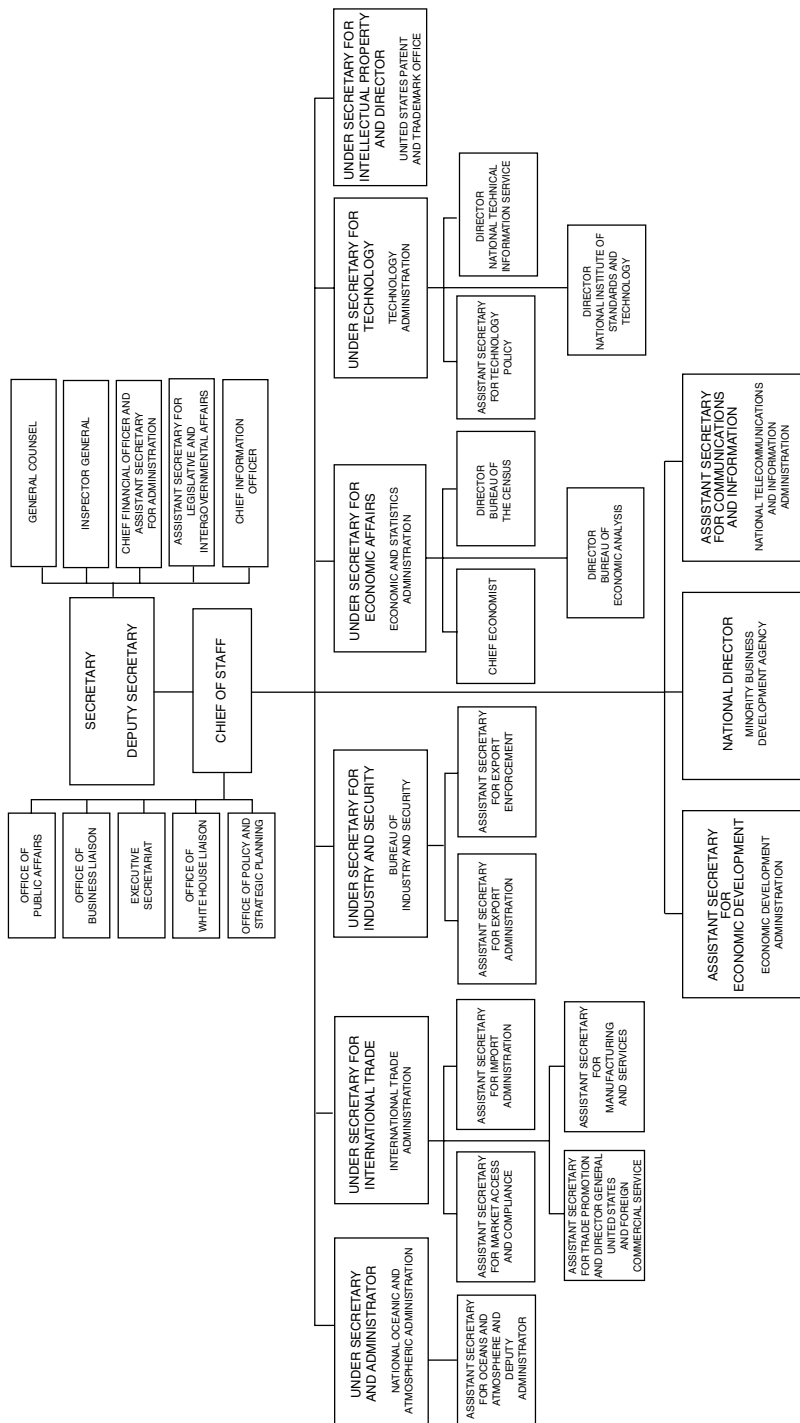 SECRETARY
DEPUTY SECRETARY
CHIEF OF STAFF
OFFICE OF
PUBLIC AFFAIRS
OFFICE OF
BUSINESS LIAISON
EXECUTIVE
SECRETARIAT
OFFICE OF
WHITE HOUSE LIAISON
OFFICE OF POLICY AND
STRATEGIC PLANNING
GENERAL COUNSEL
INSPECTOR GENERAL
CHIEF FINANCIAL OFFICER AND
ASSISTANT SECRETARY
FOR ADMINISTRATION
ASSISTANT SECRETARY FOR
LEGISLATIVE AND
INTERGOVERNMENTAL AFFAIRS
CHIEF INFORMATION
OFFICER
UNDER SECRETARY
AND ADMINISTRATOR
NATIONAL OCEANIC AND
ATMOSPHERIC ADMINISTRATION
ASSISTANT SECRETARY
FOR OCEANS AND
ATMOSPHERE AND
DEPUTY
ADMINISTRATOR
UNDER SECRETARY FOR
INTERNATIONAL TRADE
INTERNATIONAL TRADE
ADMINISTRATION
ASSISTANT SECRETARY
FOR MARKET ACCESS
AND COMPLIANCE
ASSISTANT SECRETARY
FOR IMPORT
ADMINISTRATION
ASSISTANT SECRETARY
FOR TRADE PROMOTION
AND DIRECTOR GENERAL
UNITED STATES
AND FOREIGN
COMMERCIAL SERVICE
ASSISTANT SECRETARY
FOR
MANUFACTURING
AND SERVICES
UNDER SECRETARY FOR
INDUSTRY AND SECURITY
BUREAU OF
INDUSTRY AND SECURITY
ASSISTANT SECRETARY
FOR EXPORT
ADMINISTRATION
ASSISTANT SECRETARY
FOR EXPORT
ENFORCEMENT
UNDER SECRETARY FOR
ECONOMIC AFFAIRS
ECONOMIC AND STATISTICS
ADMINISTRATION
CHIEF ECONOMIST
DIRECTOR
BUREAU OF
THE CENSUS
DIRECTOR
BUREAU OF
ECONOMIC ANALYSIS
UNDER SECRETARY FOR
TECHNOLOGY
TECHNOLOGY
ADMINISTRATION
ASSISTANT SECRETARY
FOR TECHNOLOGY
POLICY
DIRECTOR
NATIONAL TECHNICAL
INFORMATION SERVICE
DIRECTOR
NATIONAL INSTITUTE OF
STANDARDS AND
TECHNOLOGY
UNDER SECRETARY FOR
INTELLECTUAL PROPERTY
AND DIRECTOR
UNITED STATES PATENT
AND TRADEMARK OFFICE
ASSISTANT SECRETARY
FOR
ECONOMIC DEVELOPMENT
ECONOMIC DEVELOPMENT
ADMINISTRATION
NATIONAL DIRECTOR
MINORITY BUSINESS
DEVELOPMENT AGENCY
ASSISTANT SECRETARY
FOR COMMUNICATIONS
AND INFORMATION
NATIONAL TELECOMMUNICATIONS
AND INFORMATION
ADMINISTRATION